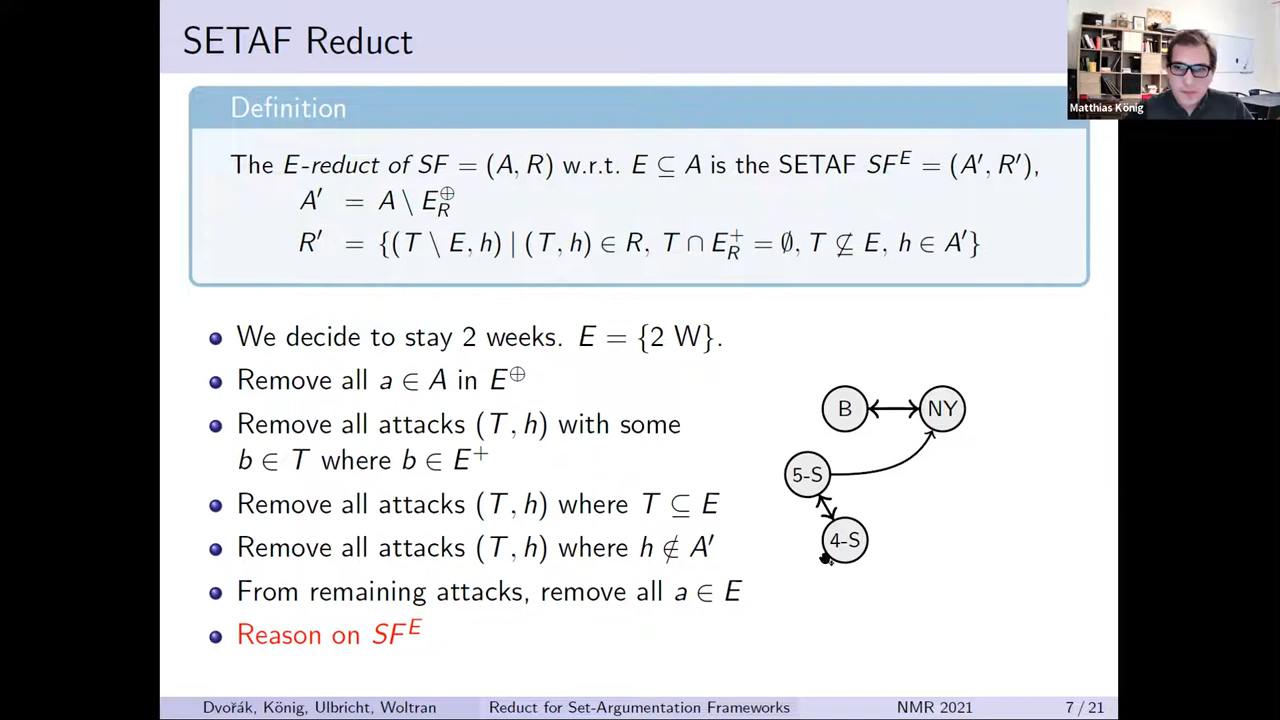 SETAF Reduct
Matthias König
Definition
The E-reduct of SF = (A, R) w.r.t. E ⊆ A is the SETAF SF^E = (A′, R′),
A′ = A \ E_R^⊕
R′ = {(T \ E, h) | (T, h) ∈ R, T ∩ E_R^+ = ∅, T ⊈ E, h ∈ A′}
We decide to stay 2 weeks. E = {2 W}.
Remove all a ∈ A in E^⊕
Remove all attacks (T, h) with some
b ∈ T where b ∈ E^+
Remove all attacks (T, h) where T ⊆ E
Remove all attacks (T, h) where h ∉ A′
From remaining attacks, remove all a ∈ E
Reason on SF^E
B
NY
5-S
4-S
Dvořák, König, Ulbricht, Woltran
Reduct for Set-Argumentation Frameworks
NMR 2021
7 / 21